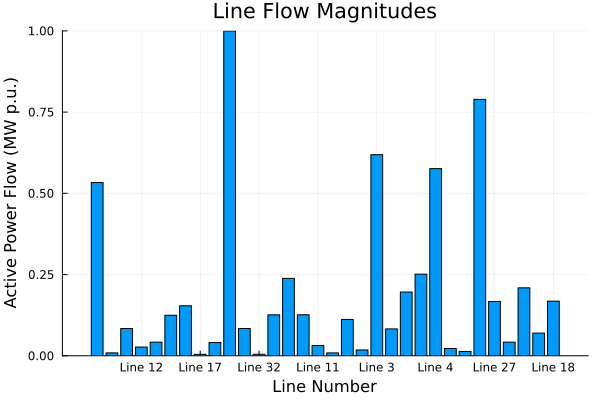 Line Flow Magnitudes
Active Power Flow (MW p.u.)
1.00
0.75
0.50
0.25
0.00
Line 12 Line 17 Line 32 Line 11 Line 3 Line 4 Line 27 Line 18
Line Number